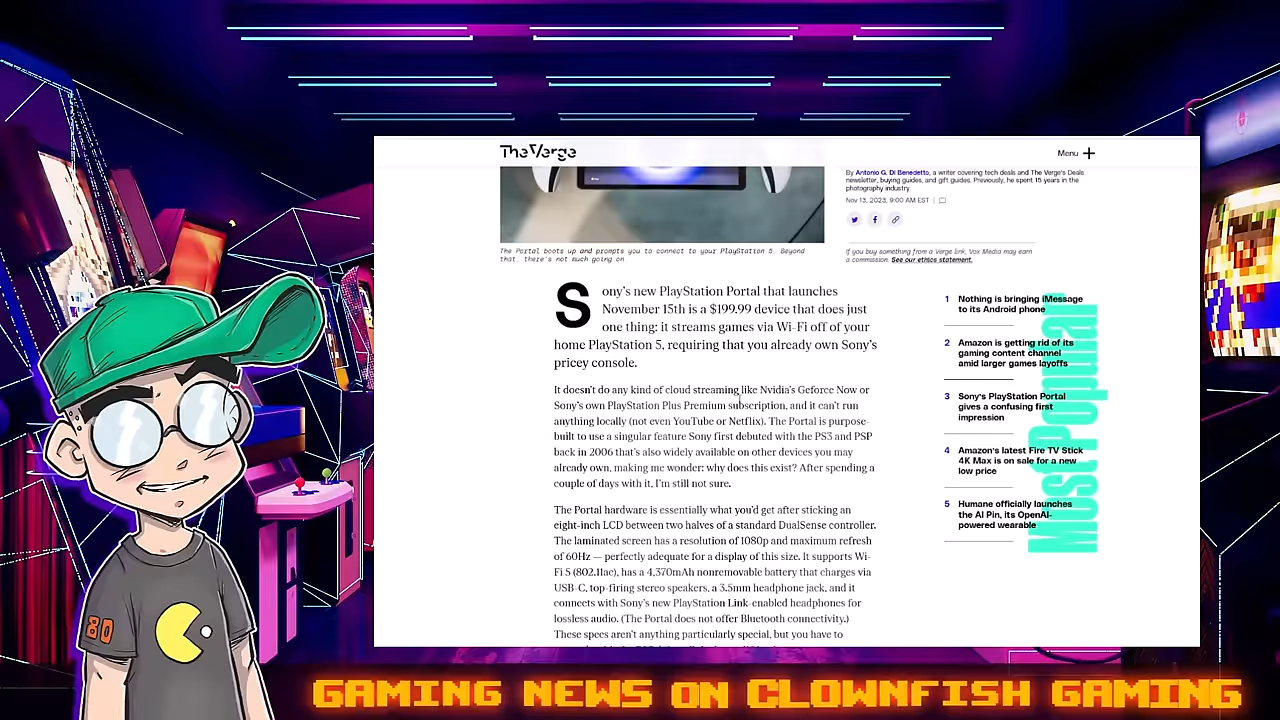 TheVerge
Menu
By Antonio G. Di Benedetto, a writer covering tech deals and The Verge's Deals
newsletter, buying guides, and gift guides. Previously, he spent 15 years in the
photography industry.
Nov 13, 2023, 9:00 AM EST |
The Portal boots up and prompts you to connect to your PlayStation 5. Beyond
that, there's not much going on.
If you buy something from a Verge link, Vox Media may earn
a commission. See our ethics statement.
Sony's new PlayStation Portal that launches
November 15th is a $199.99 device that does just
one thing: it streams games via Wi-Fi off of your
home PlayStation 5, requiring that you already own Sony's
pricey console.
It doesn't do any kind of cloud streaming like Nvidia's Geforce Now or
Sony's own PlayStation Plus Premium subscription, and it can't run
anything locally (not even YouTube or Netflix). The Portal is purpose-
built to use a singular feature Sony first debuted with the PS3 and PSP
back in 2006 that's also widely available on other devices you may
already own, making me wonder: why does this exist? After spending a
couple of days with it, I'm still not sure.
The Portal hardware is essentially what you'd get after sticking an
eight-inch LCD between two halves of a standard DualSense controller.
The laminated screen has a resolution of 1080p and maximum refresh
of 60Hz — perfectly adequate for a display of this size. It supports Wi-
Fi 5 (802.11ac), has a 4,370mAh nonremovable battery that charges via
USB-C, top-firing stereo speakers, a 3.5mm headphone jack, and it
connects with Sony's new PlayStation Link-enabled headphones for
lossless audio. (The Portal does not offer Bluetooth connectivity.)
These specs aren't anything particularly special, but you have to
Most Popular
1 Nothing is bringing iMessage
to its Android phone
2 Amazon is getting rid of its
gaming content channel
amid larger games layoffs
3 Sony's PlayStation Portal
gives a confusing first
impression
4 Amazon's latest Fire TV Stick
4K Max is on sale for a new
low price
5 Humane officially launches
the AI Pin, its OpenAI-
powered wearable
80
GAMING NEWS ON CLOWNFISH GAMING